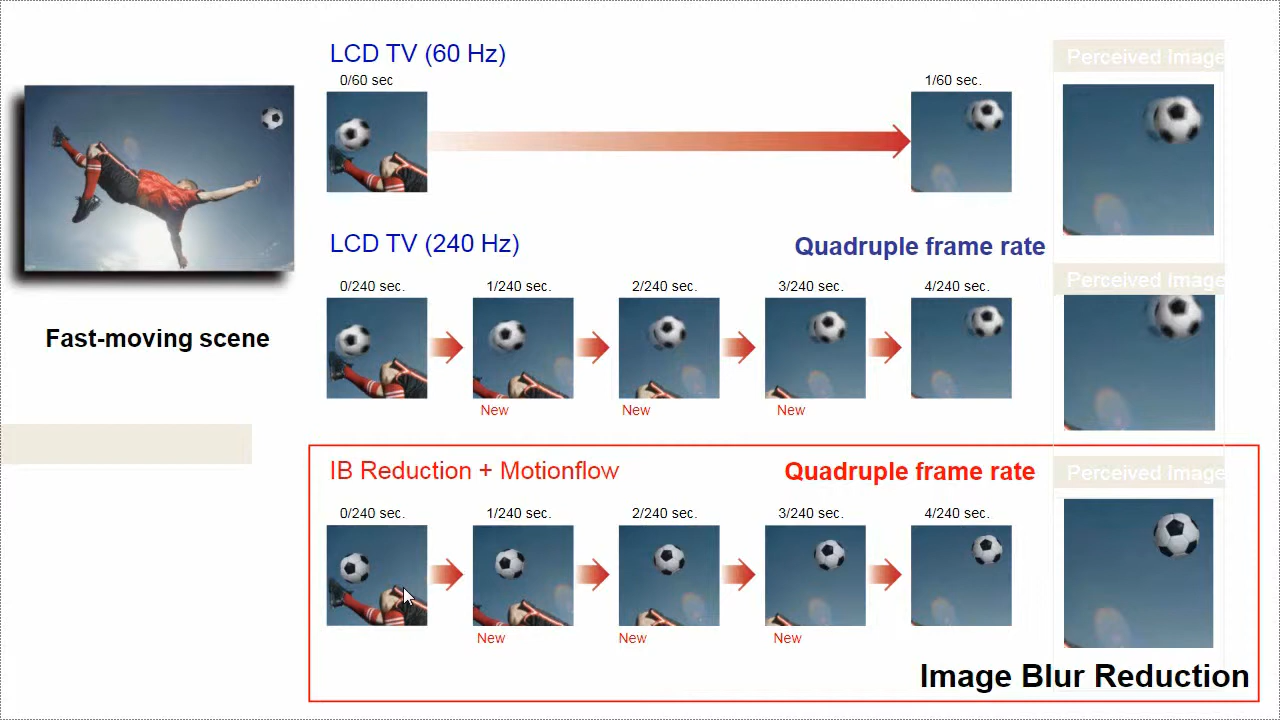 LCD TV (60 Hz)
0/60 sec
1/60 sec.
Perceived Image
LCD TV (240 Hz)
Quadruple frame rate
0/240 sec.
1/240 sec.
2/240 sec.
3/240 sec.
4/240 sec.
Perceived Image
Fast-moving scene
New
New
New
IB Reduction + Motionflow
Quadruple frame rate
Perceived Image
0/240 sec.
1/240 sec.
2/240 sec.
3/240 sec.
4/240 sec.
New
New
New
Image Blur Reduction